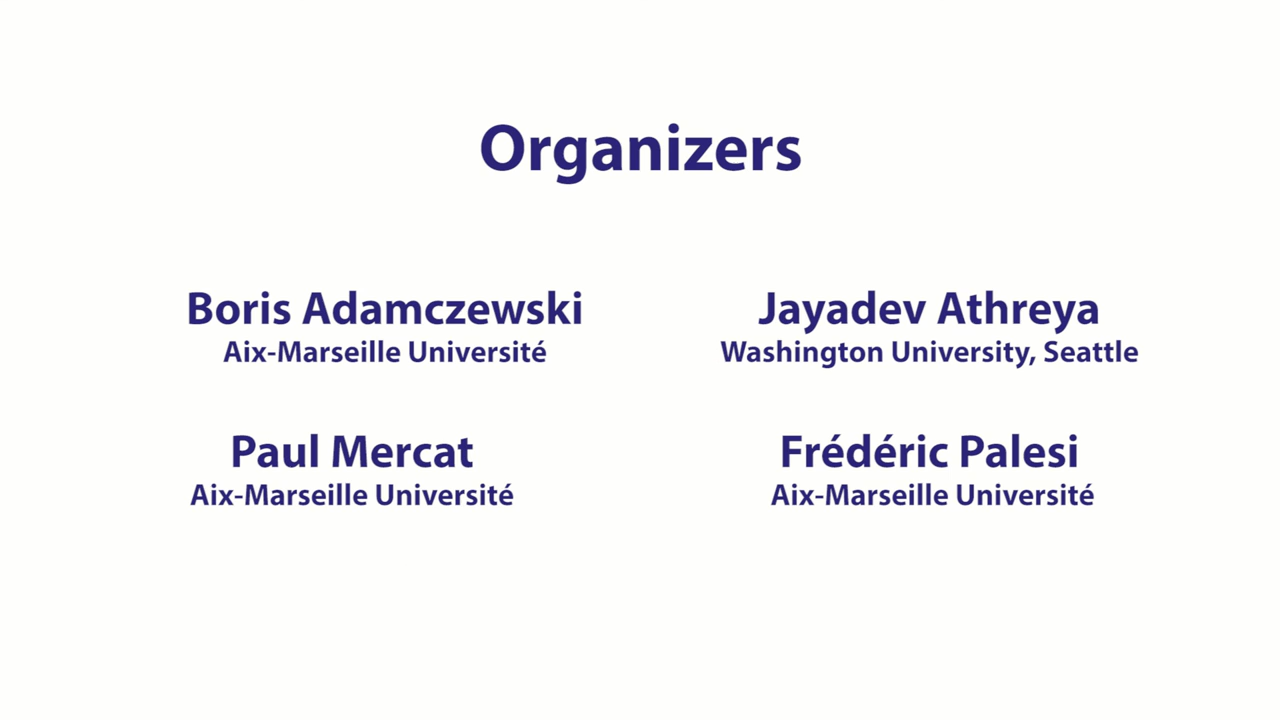 Organizers
Boris Adamczewski
Aix-Marseille Université
Jayadev Athreya
Washington University, Seattle
Paul Mercat
Aix-Marseille Université
Frédéric Palesi
Aix-Marseille Université